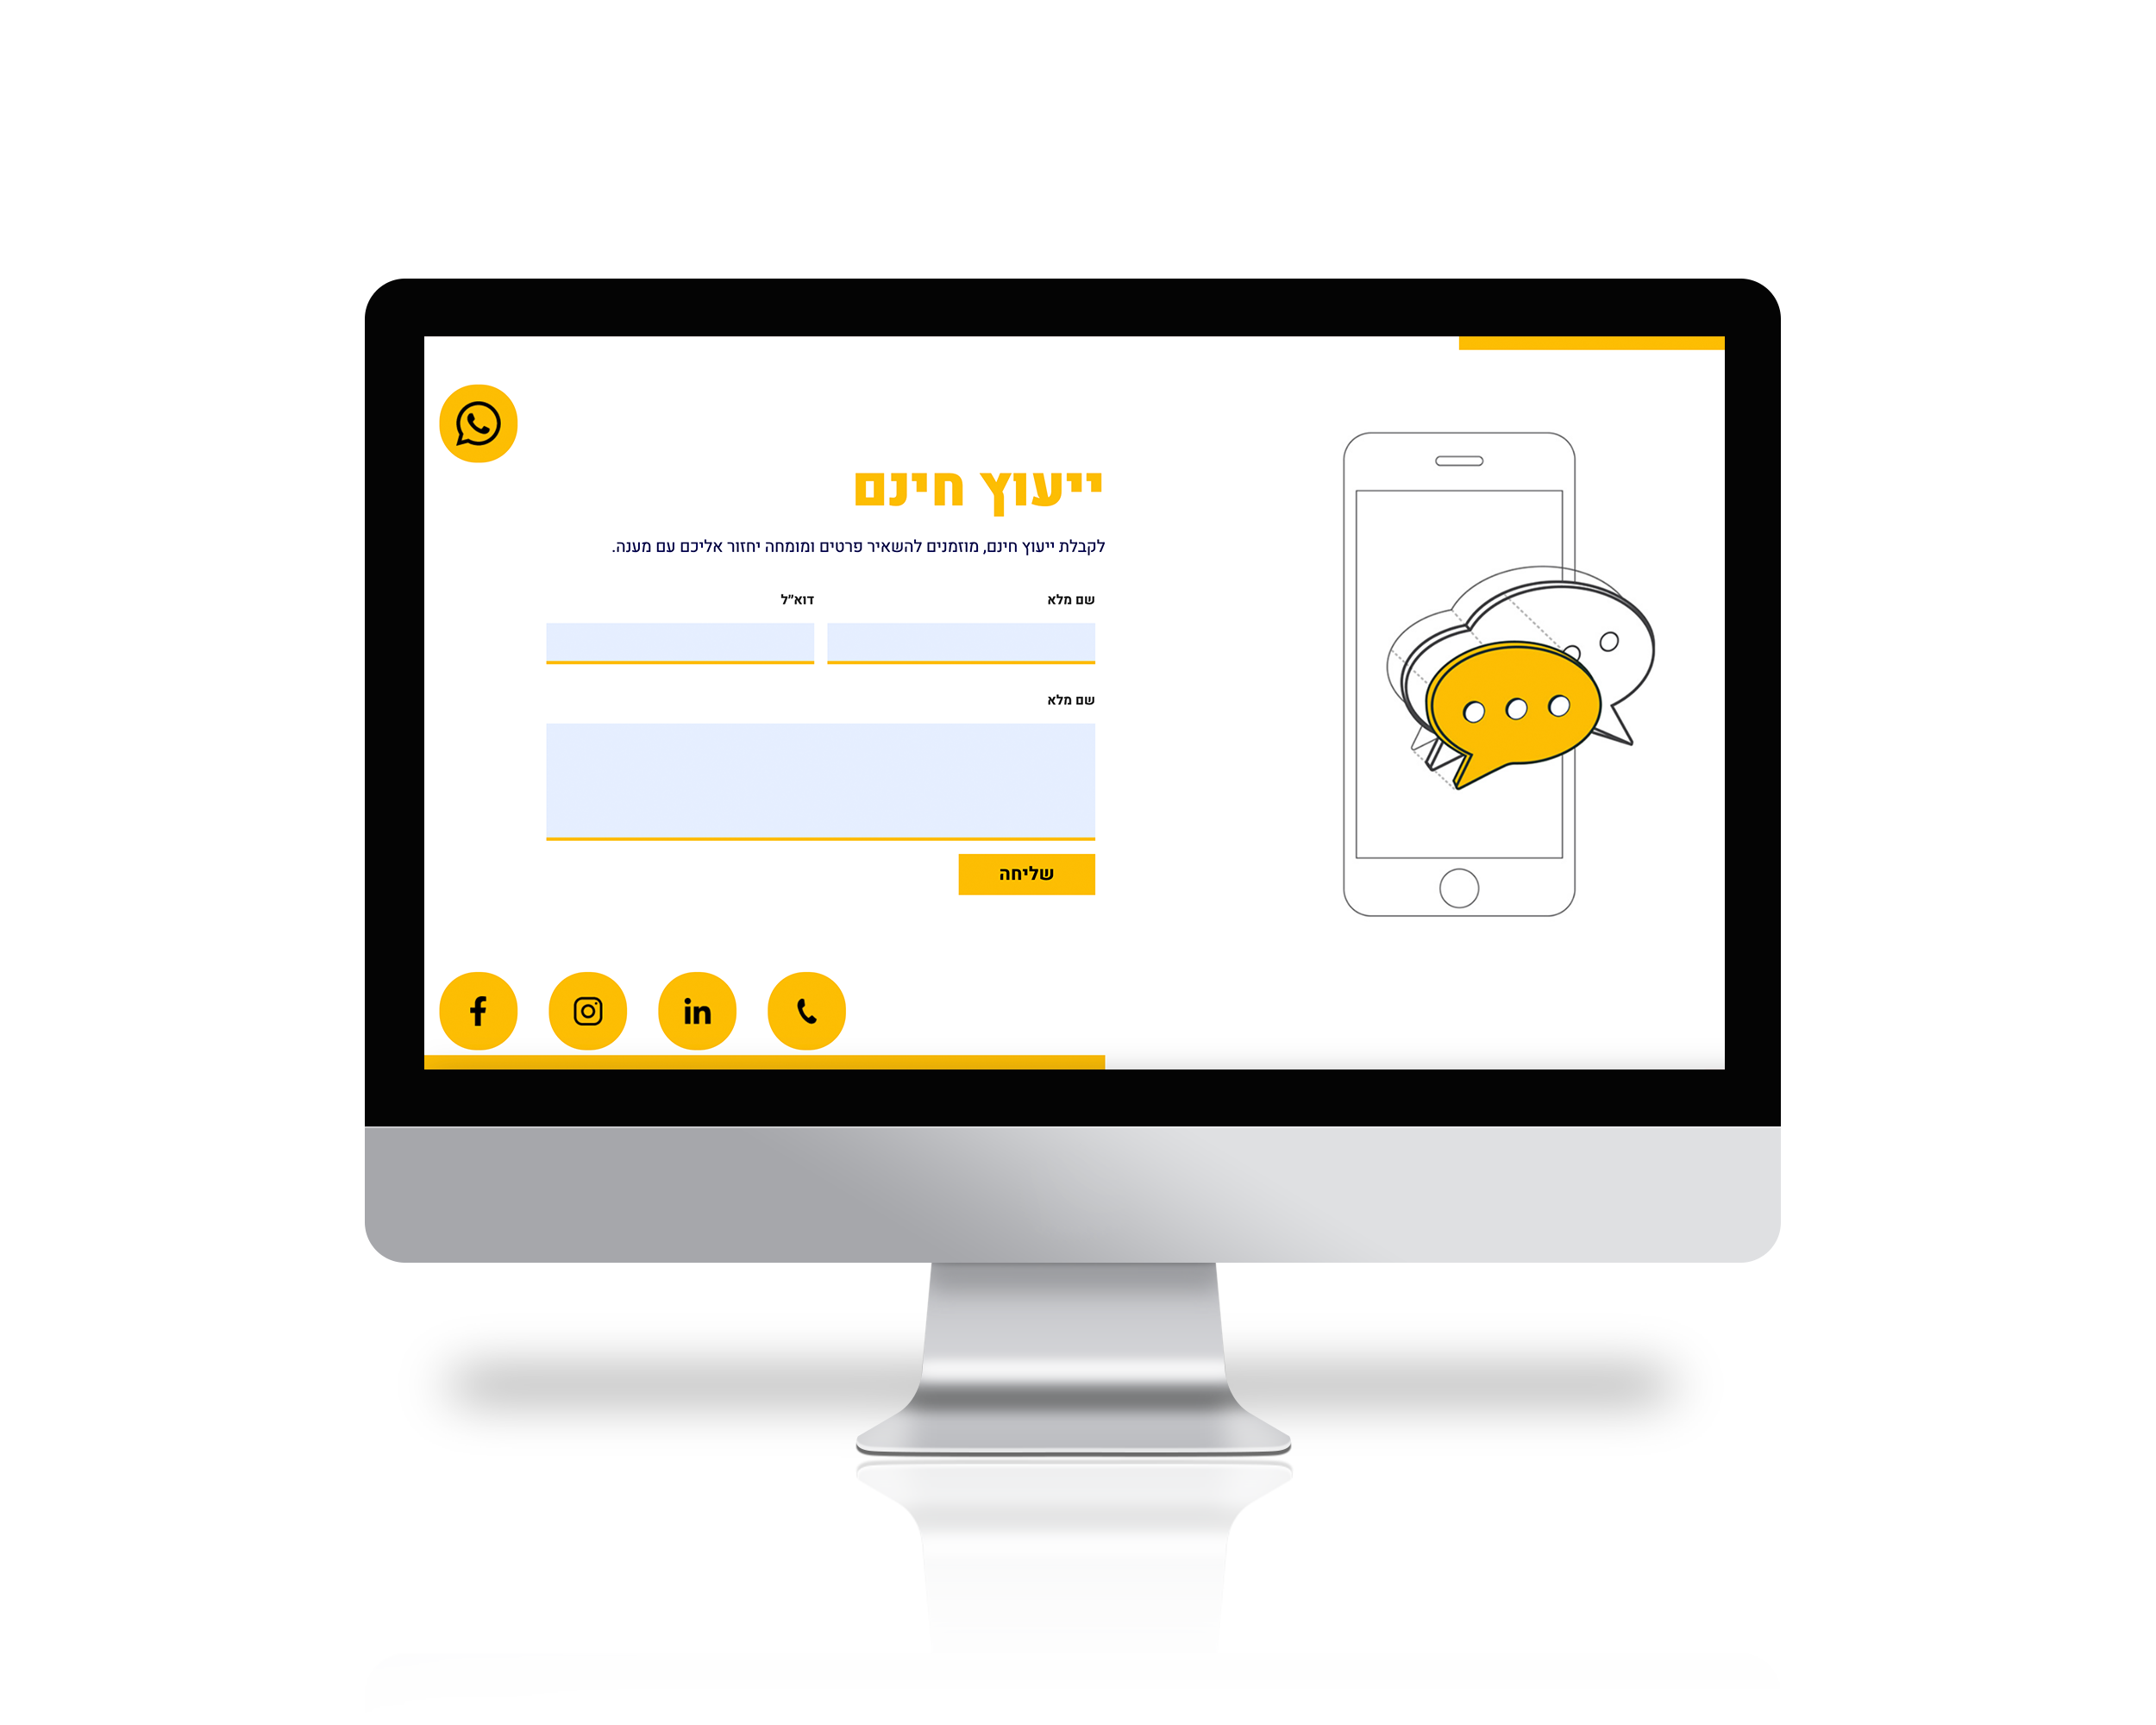 ייעוץ חינם
לקבלת ייעוץ חינם, מוזמנים להשאיר פרטים ומומחה יחזור אליכם עם מענה.
שם מלא
דוא"ל
שם מלא
שליחה